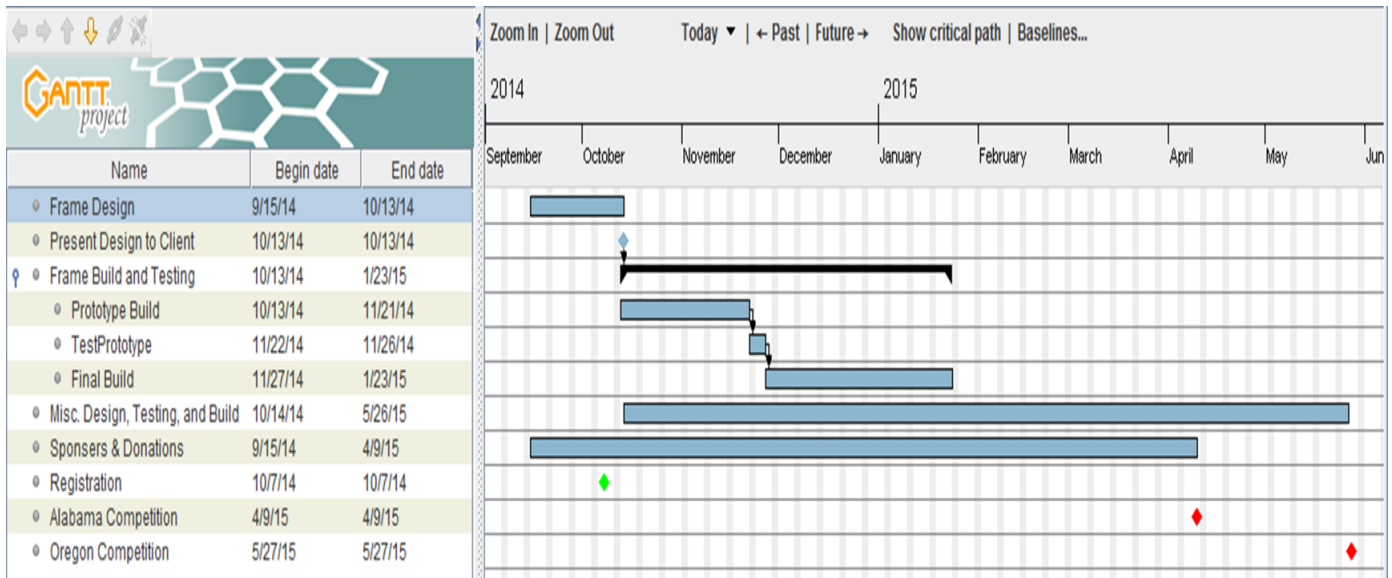 Zoom In | Zoom Out Today ▼ | ←Past | Future→ Show critical path | Baselines...
2014 2015
GANTT
project
September October November December January February March April May Jun
Name Begin date End date
Frame Design 9/15/14 10/13/14
Present Design to Client 10/13/14 10/13/14
Frame Build and Testing 10/13/14 1/23/15
Prototype Build 10/13/14 11/21/14
TestPrototype 11/22/14 11/26/14
Final Build 11/27/14 1/23/15
Misc. Design, Testing, and Build 10/14/14 5/26/15
Sponsers & Donations 9/15/14 4/9/15
Registration 10/7/14 10/7/14
Alabama Competition 4/9/15 4/9/15
Oregon Competition 5/27/15 5/27/15